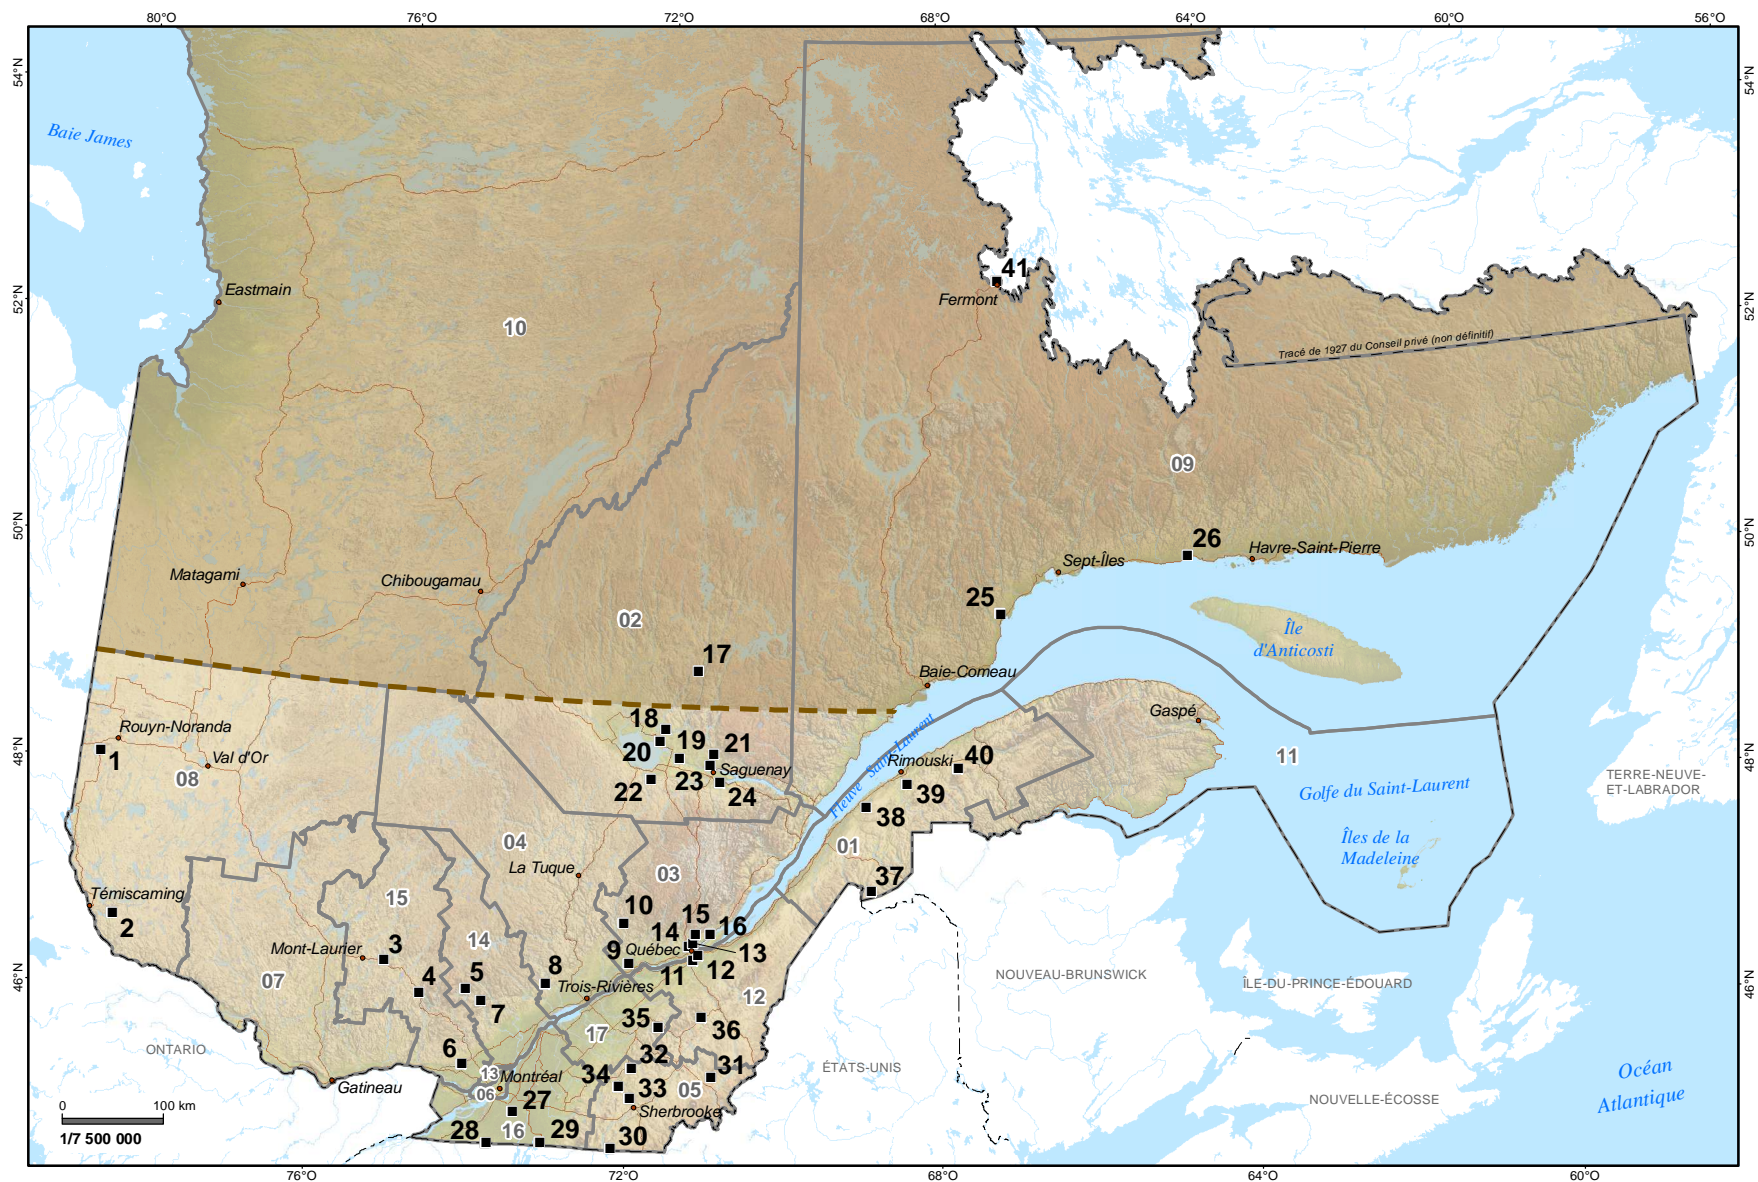 80°O
76°O
72°O
68°O
64°O
60°O
56°O
54°N
54°N
Baie James
41
Fermont
Eastmain
52°N
52°N
10
Tracé de 1927 du Conseil privé (non définitif)
09
50°N
50°N
26
Havre-Saint-Pierre
Sept-Îles
Matagami
Chibougamau
25
02
Île
d'Anticosti
17
Baie-Comeau
18
Rouyn-Noranda
Gaspé
Fleuve Saint-Laurent
48°N
48°N
1
Val d'Or
08
20
19
21
Saguenay
Rimouski
40
11
22
23
24
39
TERRE-NEUVE-
ET-LABRADOR
Golfe du Saint-Laurent
38
04
01
Îles de la
Madeleine
La Tuque
03
Témiscaming
15
37
2
10
15
16
14
14
Mont-Laurier
3
9
Québec
13
8
11
12
46°N
46°N
07
4
5
7
Trois-Rivières
12
NOUVEAU-BRUNSWICK
ÎLE-DU-PRINCE-ÉDOUARD
35
36
17
ONTARIO
6
32
31
13
Montréal
34
33
05
ÉTATS-UNIS
Gatineau
06
Océan
Atlantique
NOUVELLE-ÉCOSSE
0
100 km
27
Sherbrooke
1/7 500 000
28
16
29
30
76°O
72°O
68°O
64°O
60°O